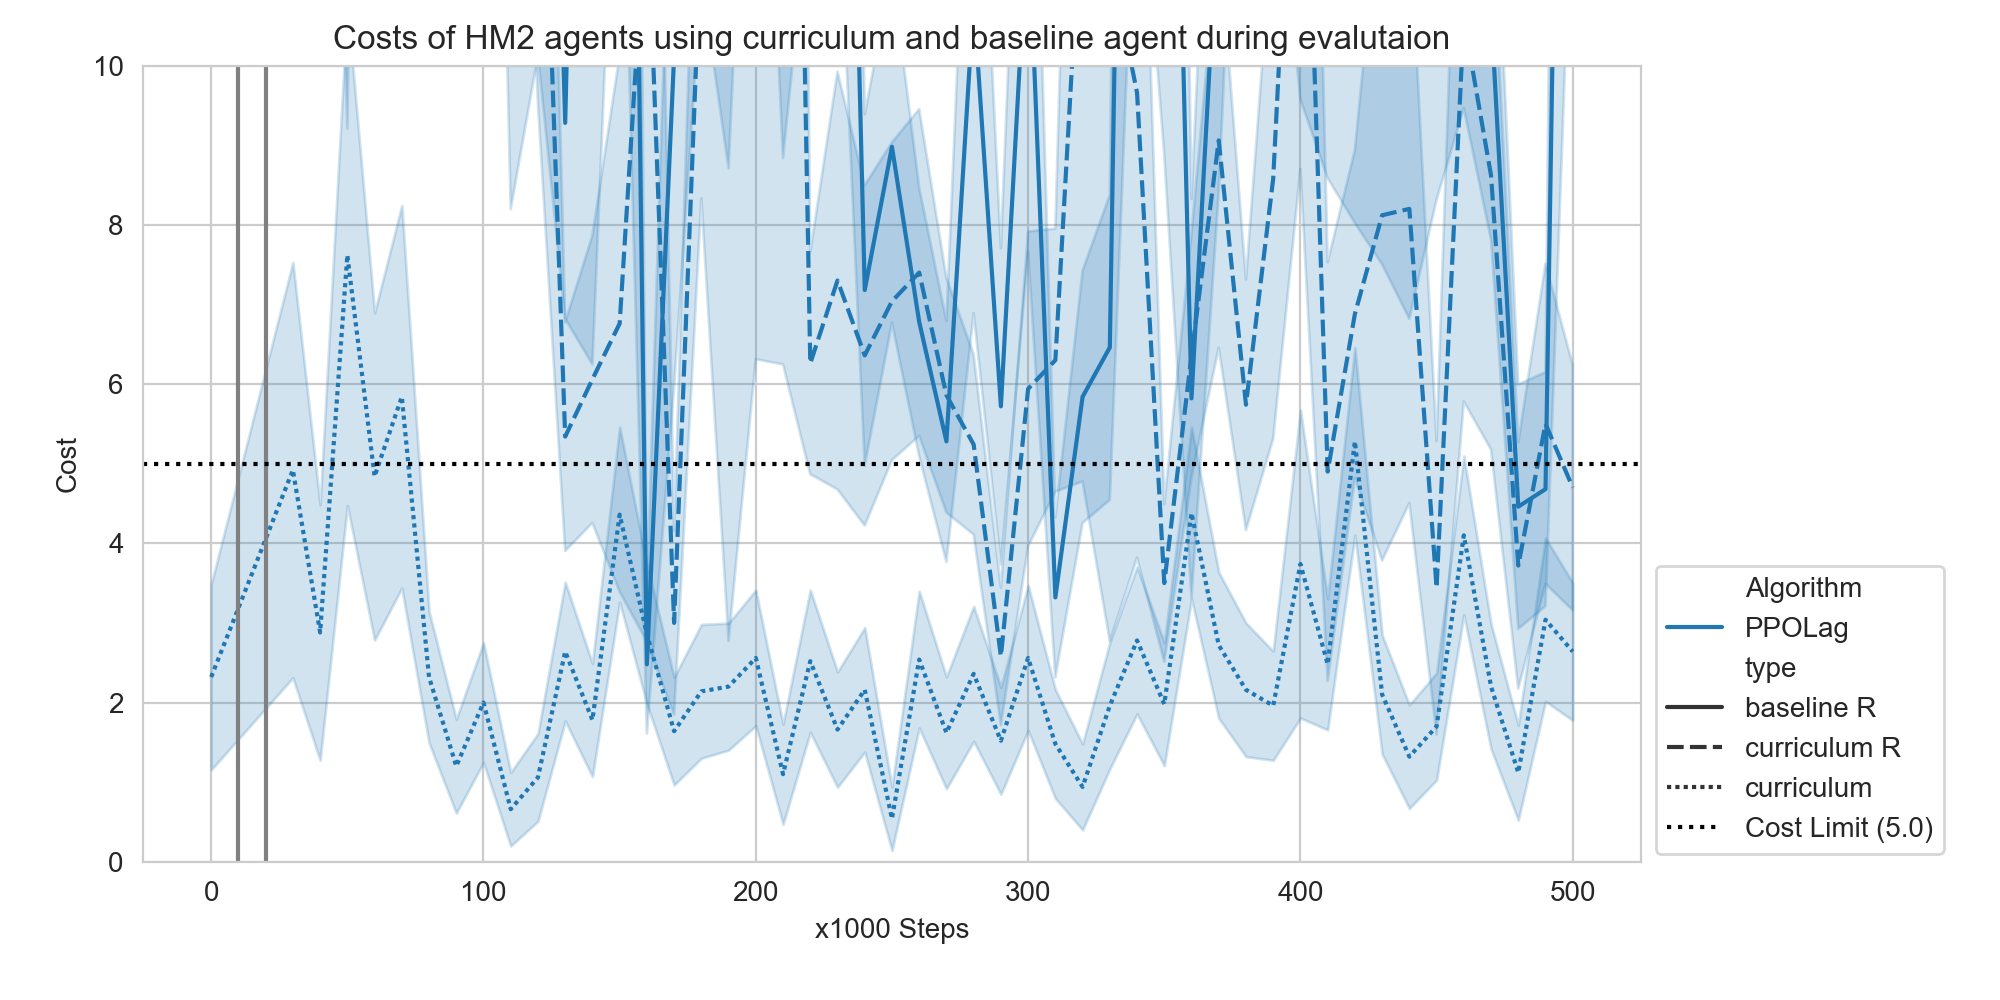 Costs of HM2 agents using curriculum and baseline agent during evalutaion
10
8
6
4
2
0
Cost
0 100 200 300 400 500
x1000 Steps
Algorithm
PPOLag
type
baseline R
curriculum R
curriculum
Cost Limit (5.0)